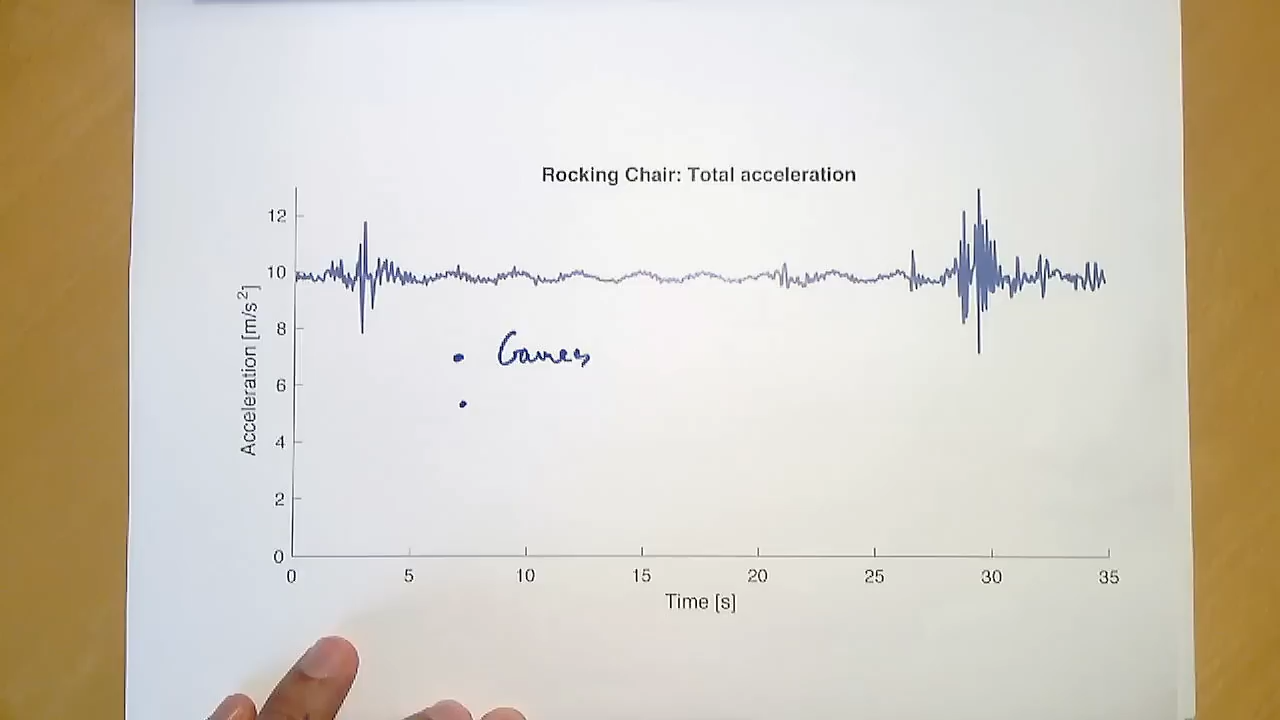 Rocking Chair: Total acceleration
12
10
8
6
4
2
0
Acceleration [m/s²]
• Games
•
0 5 10 15 20 25 30 35
Time [s]